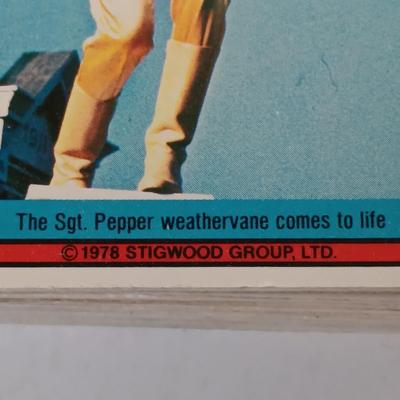 The Sgt. Pepper weathervane comes to life
© 1978 STIGWOOD GROUP, LTD.